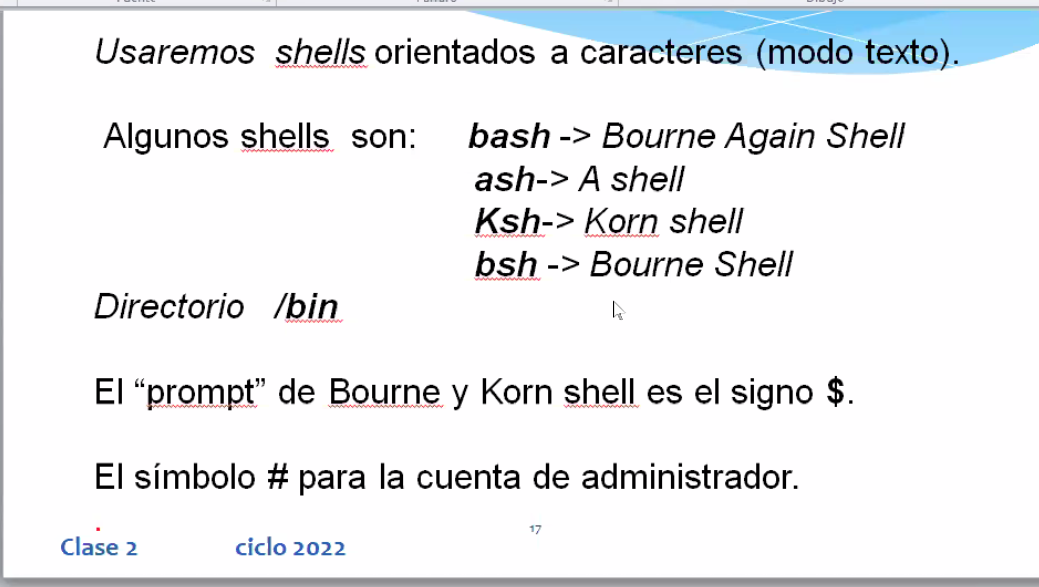 Usaremos shells orientados a caracteres (modo texto).
Algunos shells son: bash -> Bourne Again Shell
ash-> A shell
Ksh-> Korn shell
bsh -> Bourne Shell
Directorio /bin
El “prompt” de Bourne y Korn shell es el signo $.
El símbolo # para la cuenta de administrador.
17
Clase 2 ciclo 2022